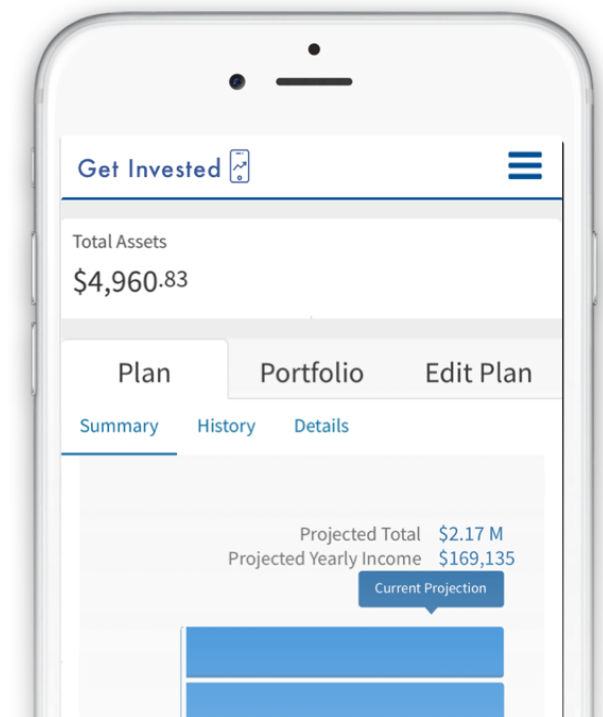 Get Invested
Total Assets
$4,960.83
Plan Portfolio Edit Plan
Summary History Details
Projected Total $2.17 M
Projected Yearly Income $169,135
Current Projection